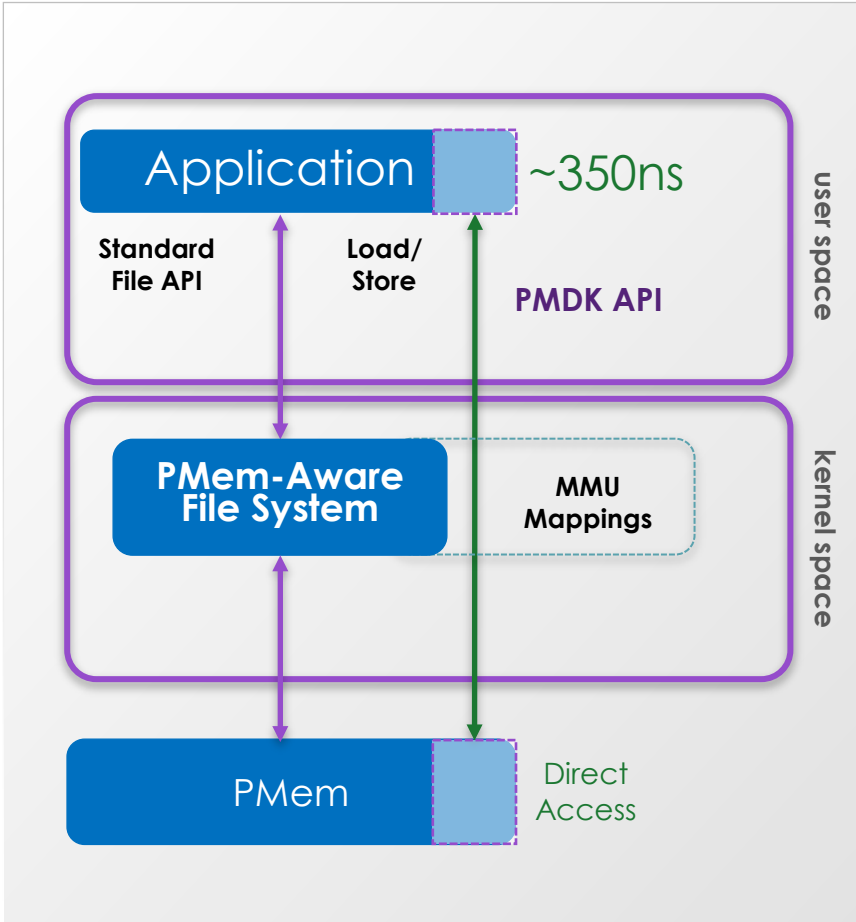 Application
~350ns
Standard
File API
Load/
Store
PMDK API
user space
PMem-Aware
File System
MMU
Mappings
kernel space
PMem
Direct
Access